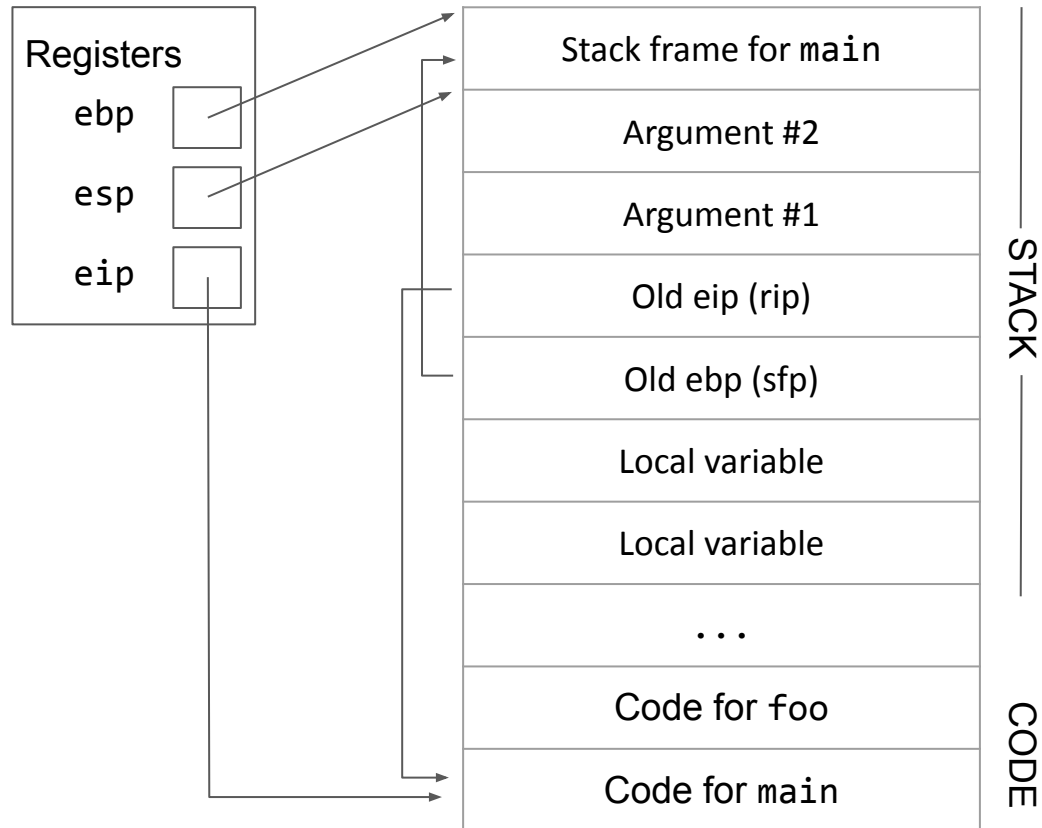 Registers
ebp
esp
eip
Stack frame for main
Argument #2
Argument #1
Old eip (rip)
Old ebp (sfp)
Local variable
Local variable
...
Code for foo
Code for main
STACK
CODE